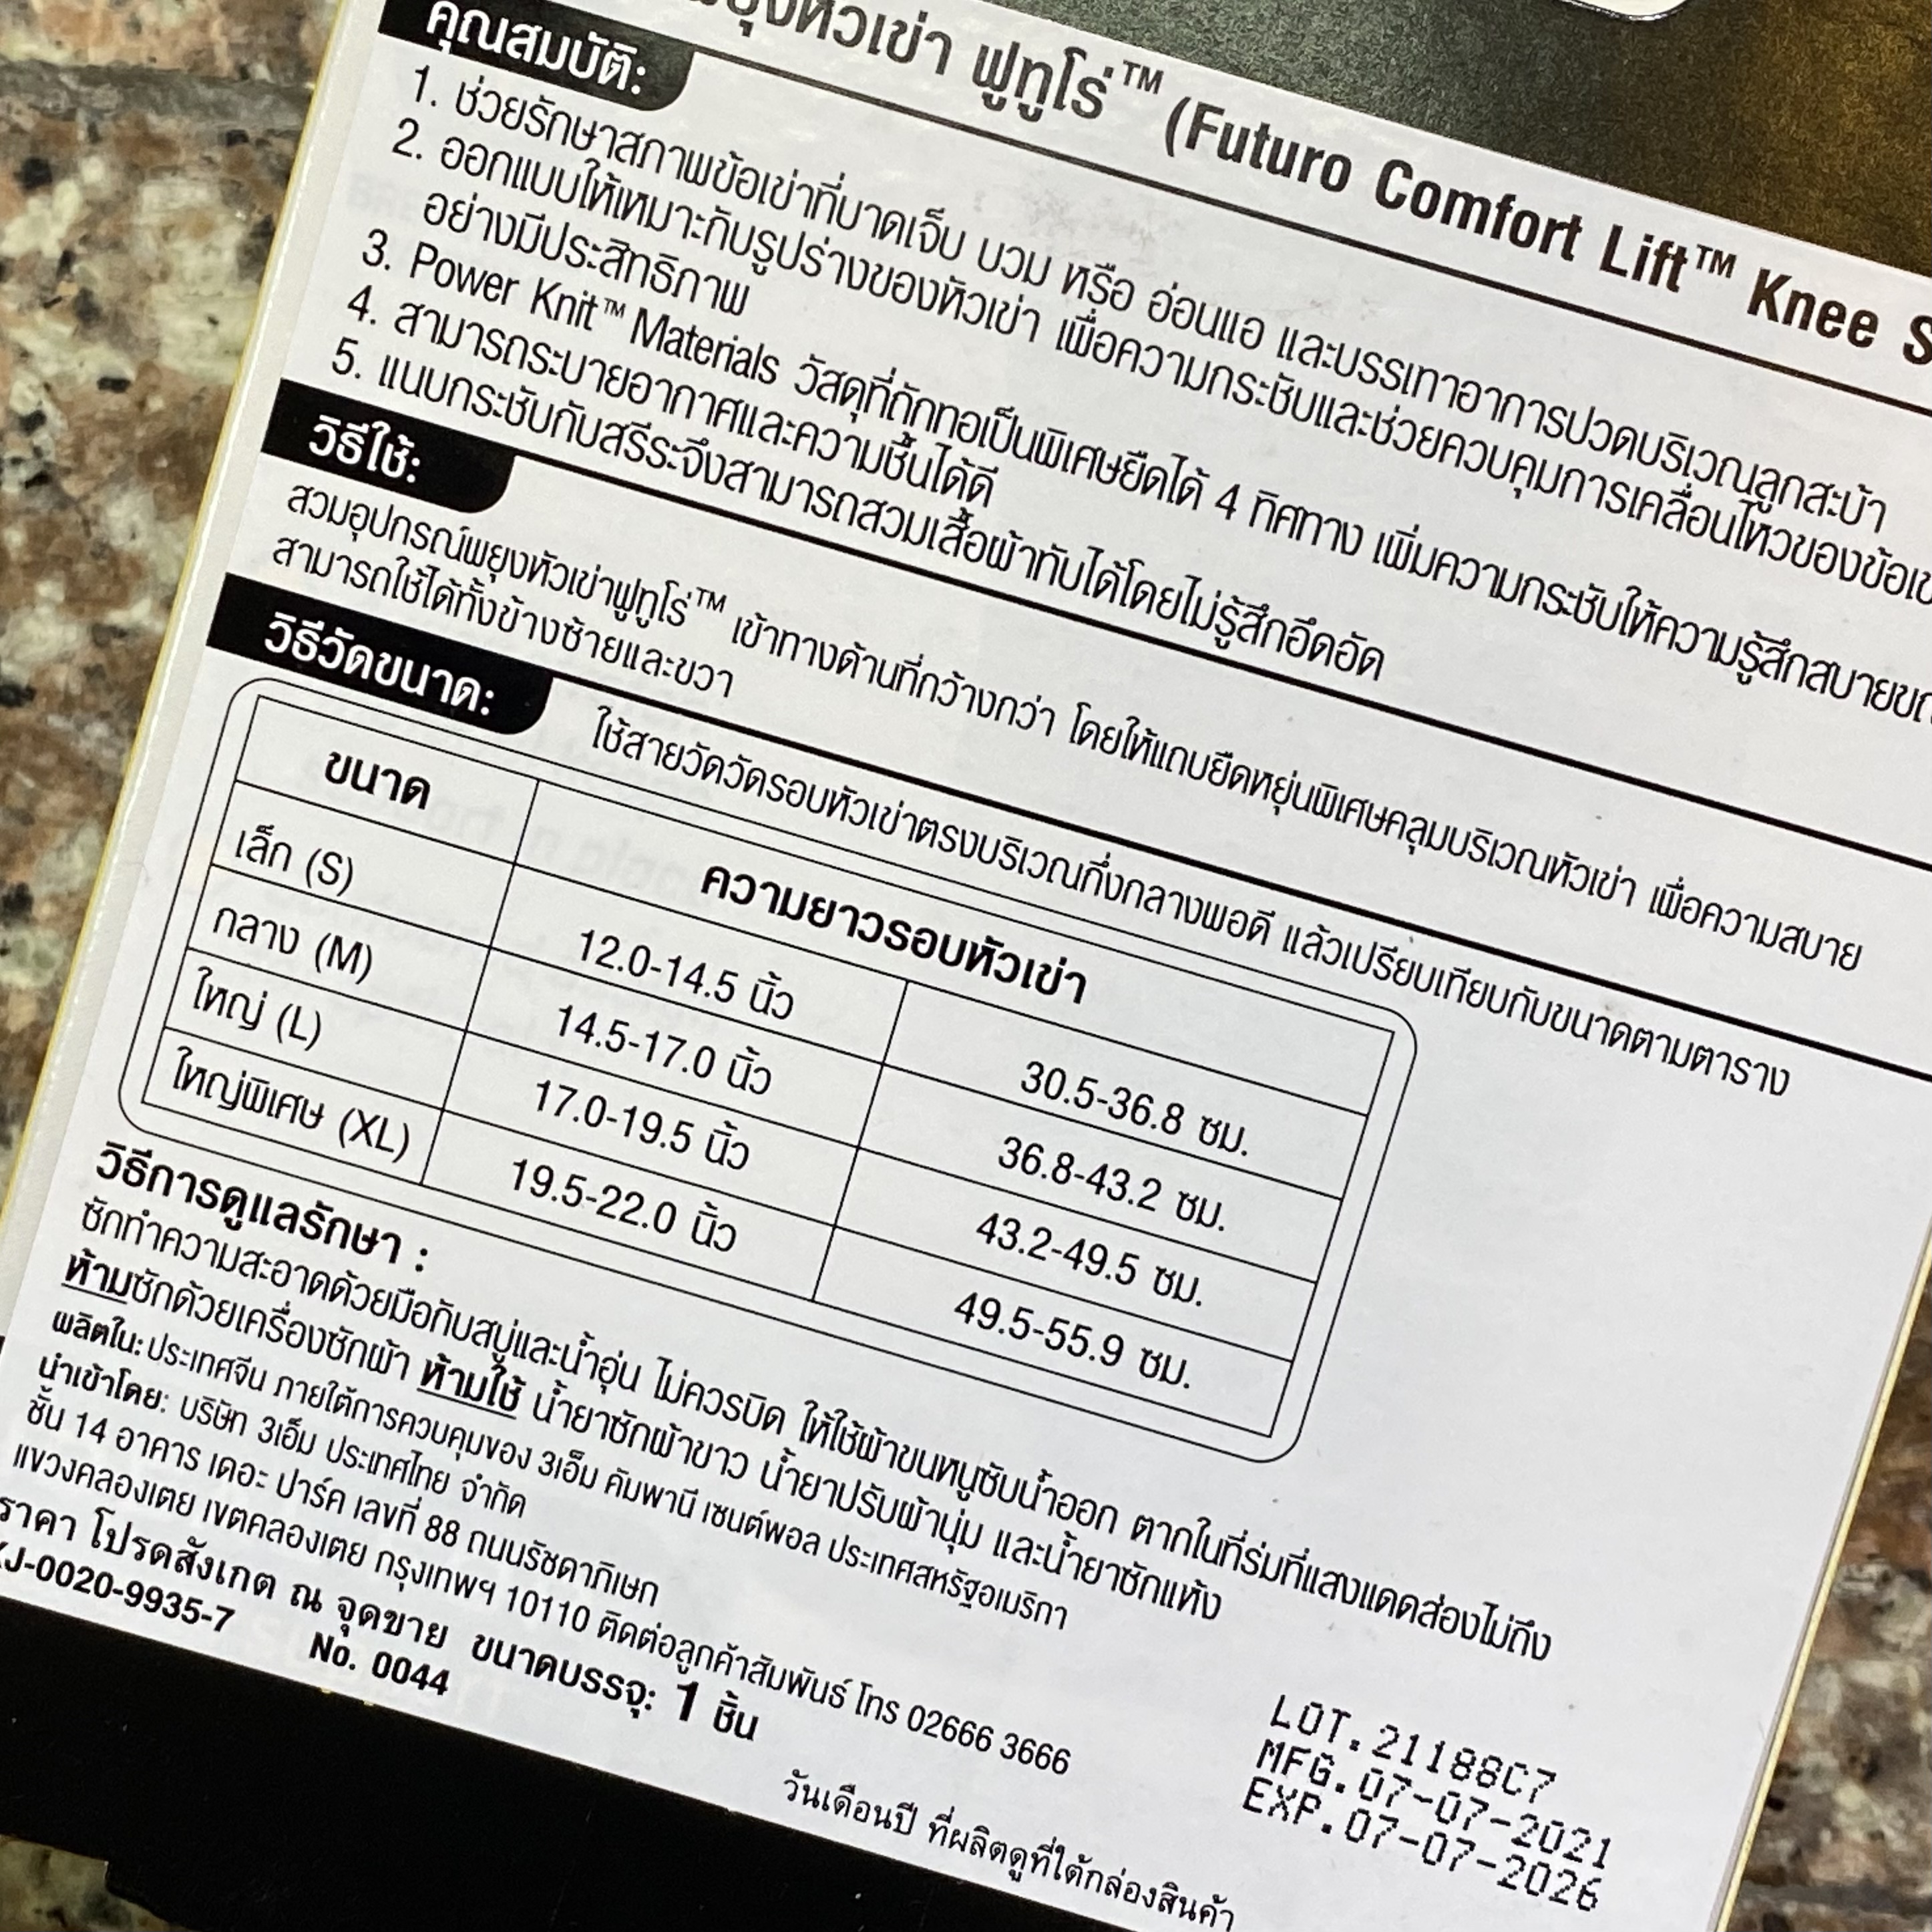 พยุงหัวเข่า ฟูทูโร่™ (Futuro Comfort Lift™ Knee S
คุณสมบัติ:
1. ช่วยรักษาสภาพข้อเข่าที่บาดเจ็บ บวม หรือ อ่อนแอ และบรรเทาอาการปวดบริเวณลูกสะบ้า
2. ออกแบบให้เหมาะกับรูปร่างของหัวเข่า เพื่อความกระชับและช่วยควบคุมการเคลื่อนไหวของข้อเข
อย่างมีประสิทธิภาพ
3. Power Knit™ Materials วัสดุที่ถักทอเป็นพิเศษยืดได้ 4 ทิศทาง เพิ่มความกระชับให้ความรู้สึกสบายขณ
4. สามารถระบายอากาศและความชื้นได้ดี
5. แนบกระชับกับสรีระจึงสามารถสวมเสื้อผ้าทับได้โดยไม่รู้สึกอึดอัด
วิธีใช้:
สวมอุปกรณ์พยุงหัวเข่าฟูทูโร่™ เข้าทางด้านที่กว้างกว่า โดยให้แถบยืดหยุ่นพิเศษคลุมบริเวณหัวเข่า เพื่อความสบาย
สามารถใช้ได้ทั้งข้างซ้ายและขวา
วิธีวัดขนาด:
ใช้สายวัดวัดรอบหัวเข่าตรงบริเวณกึ่งกลางพอดี แล้วเปรียบเทียบกับขนาดตามตาราง
ขนาด ความยาวรอบหัวเข่า
เล็ก (S) 12.0-14.5 นิ้ว 30.5-36.8 ซม.
กลาง (M) 14.5-17.0 นิ้ว 36.8-43.2 ซม.
ใหญ่ (L) 17.0-19.5 นิ้ว 43.2-49.5 ซม.
ใหญ่พิเศษ (XL) 19.5-22.0 นิ้ว 49.5-55.9 ซม.
วิธีการดูแลรักษา :
ซักทำความสะอาดด้วยมือกับสบู่และน้ำอุ่น ไม่ควรบิด ให้ใช้ผ้าขนหนูซับน้ำออก ตากในที่ร่มที่แสงแดดส่องไม่ถึง
ห้ามซักด้วยเครื่องซักผ้า ห้ามใช้ น้ำยาซักผ้าขาว น้ำยาปรับผ้านุ่ม และน้ำยาซักแห้ง
ผลิตใน: ประเทศจีน ภายใต้การควบคุมของ 3เอ็ม คัมพานี เซนต์พอล ประเทศสหรัฐอเมริกา
นำเข้าโดย: บริษัท 3เอ็ม ประเทศไทย จำกัด
ชั้น 14 อาคาร เดอะ ปาร์ค เลขที่ 88 ถนนรัชดาภิเษก
แขวงคลองเตย เขตคลองเตย กรุงเทพฯ 10110 ติดต่อลูกค้าสัมพันธ์ โทร 02666 3666
ราคา โปรดสังเกต ณ จุดขาย ขนาดบรรจุ: 1 ชิ้น
XJ-0020-9935-7 No. 0044
LOT.21188C7
MFG.07-07-2021
EXP.07-07-2026
วันเดือนปี ที่ผลิตดูที่ใต้กล่องสินค้า